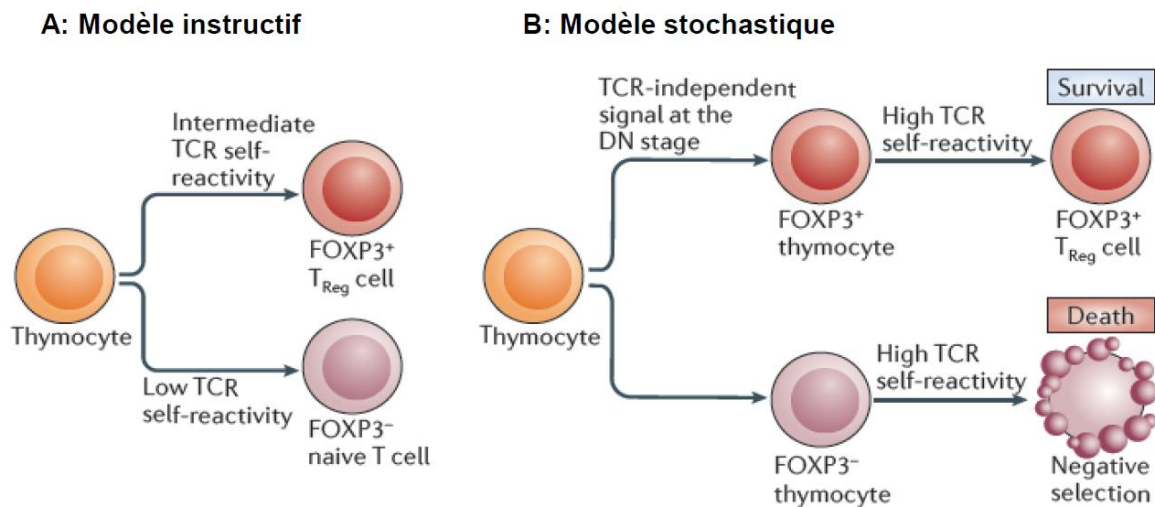 A: Modèle instructif
Intermediate
TCR self-
reactivity
FOXP3⁺
T_Reg cell
Thymocyte
Low TCR
self-reactivity
FOXP3⁻
naive T cell
B: Modèle stochastique
TCR-independent
signal at the
DN stage
FOXP3⁺
thymocyte
High TCR
self-reactivity
Survival
FOXP3⁺
T_Reg cell
Thymocyte
FOXP3⁻
thymocyte
High TCR
self-reactivity
Death
Negative
selection